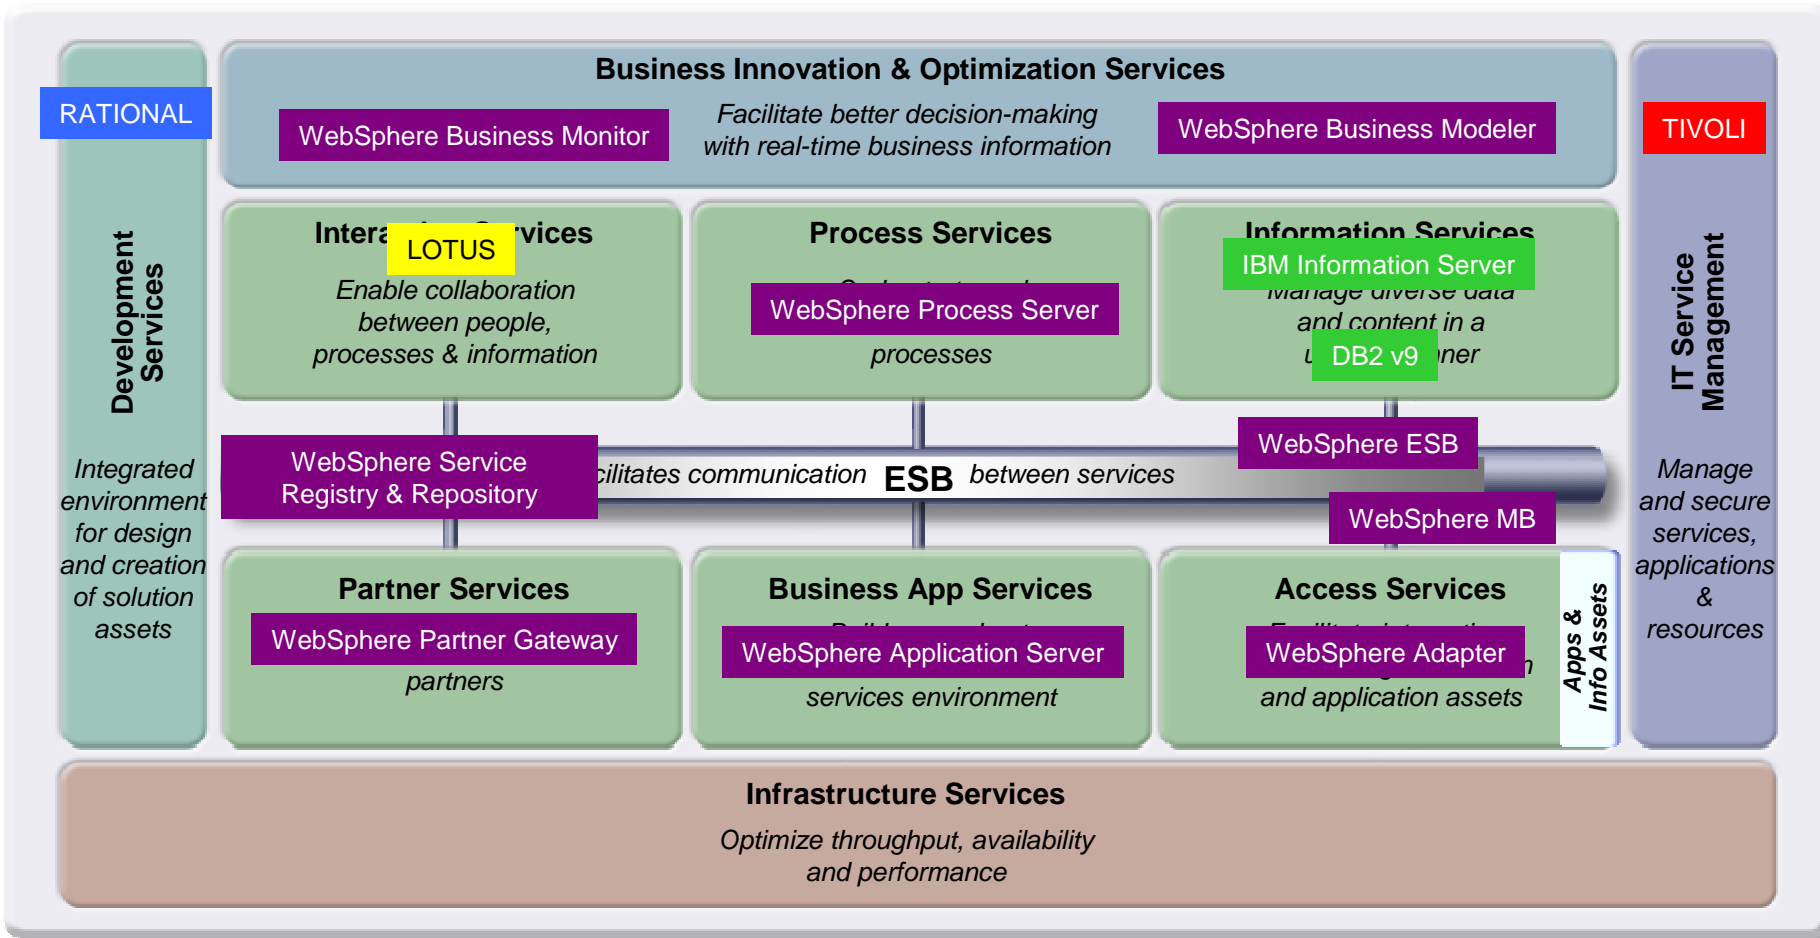 Business Innovation & Optimization Services
RATIONAL
WebSphere Business Monitor
Facilitate better decision-making
with real-time business information
WebSphere Business Modeler
TIVOLI
Development
Services
Integrated
environment
for design
and creation
of solution
assets
Services
LOTUS
Enable collaboration
between people,
processes & information
Process Services
WebSphere Process Server
processes
Information Services
IBM Information Server
Manage diverse data
and content in a
DB2 v9
IT Service
Management
Manage
and secure
services,
applications
&
resources
WebSphere Service
Registry & Repository
communication ESB between services
WebSphere ESB
WebSphere MB
Partner Services
WebSphere Partner Gateway
partners
Business App Services
WebSphere Application Server
services environment
Access Services
WebSphere Adapter
and application assets
Apps &
Info Assets
Infrastructure Services
Optimize throughput, availability
and performance